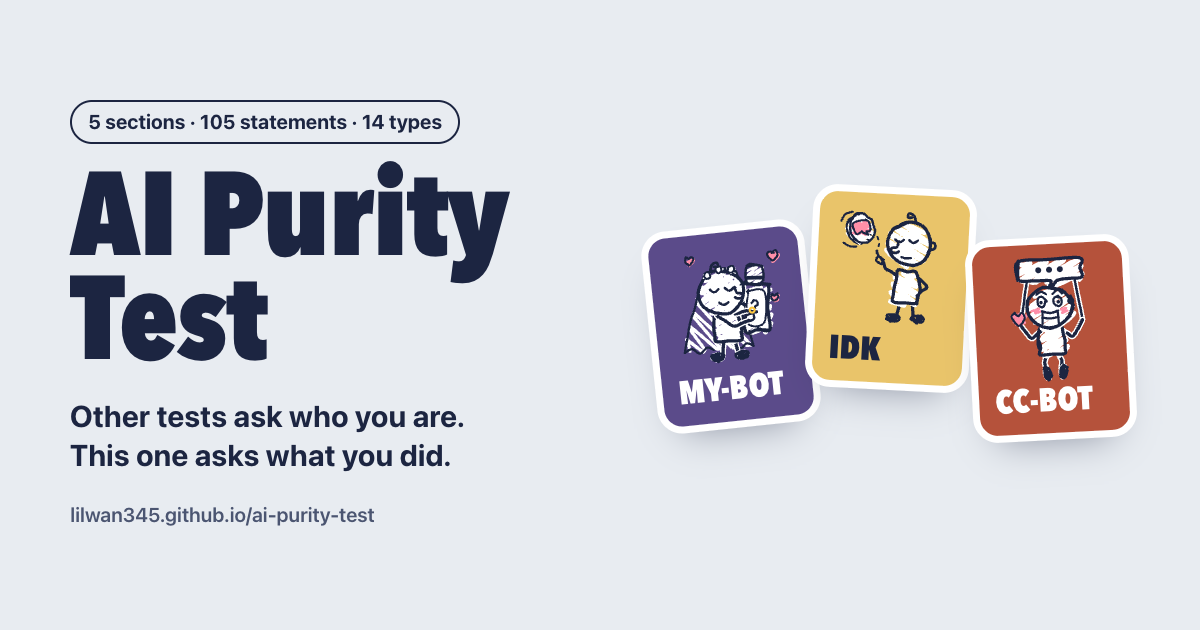 5 sections · 105 statements · 14 types
AI Purity
Test
Other tests ask who you are.
This one asks what you did.
lilwan345.github.io/ai-purity-test
MY-BOT
IDK
CC-BOT